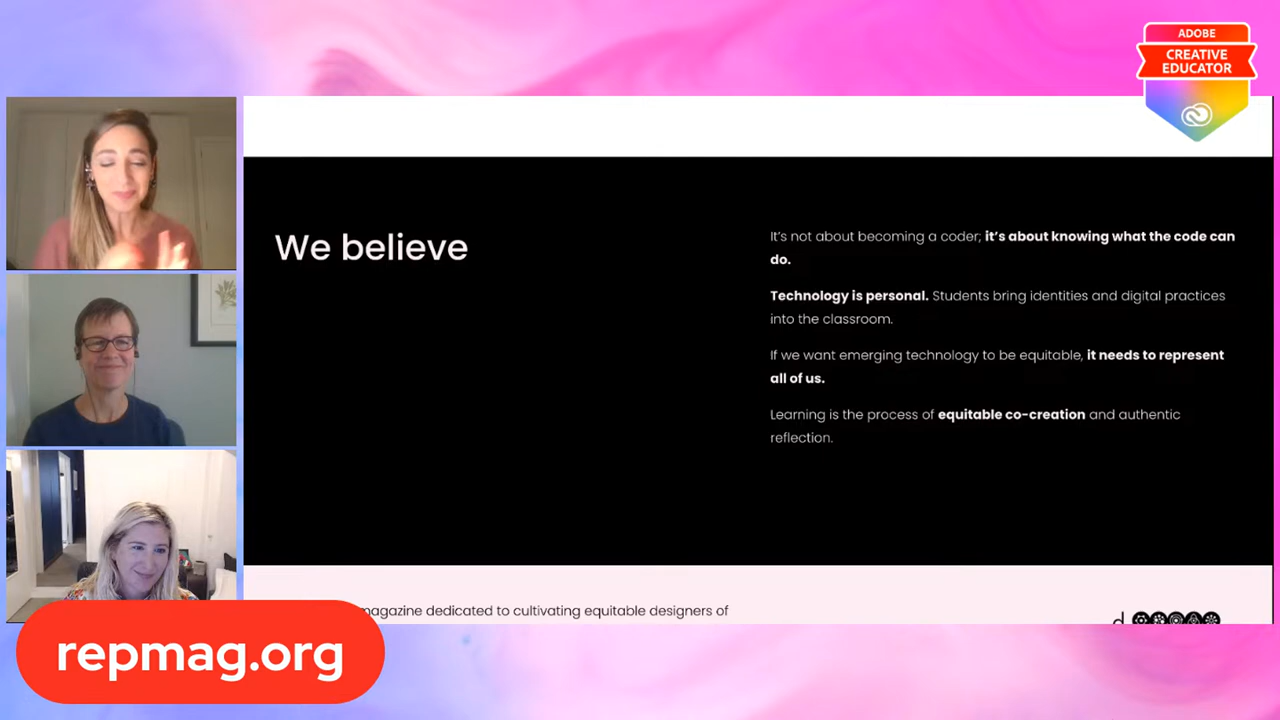 ADOBE
CREATIVE
EDUCATOR
We believe
It's not about becoming a coder; it's about knowing what the code can
do.
Technology is personal. Students bring identities and digital practices
into the classroom.
If we want emerging technology to be equitable, it needs to represent
all of us.
Learning is the process of equitable co-creation and authentic
reflection.
magazine dedicated to cultivating equitable designers of
d
repmag.org